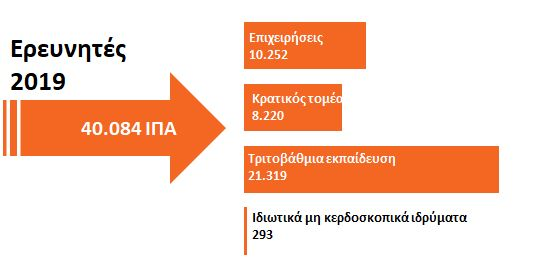 Ερευνητές
2019
40.084 ΙΠΑ
Επιχειρήσεις
10.252
Κρατικός τομέα
8.220
Τριτοβάθμια εκπαίδευση
21.319
Ιδιωτικά μη κερδοσκοπικά ιδρύματα
293